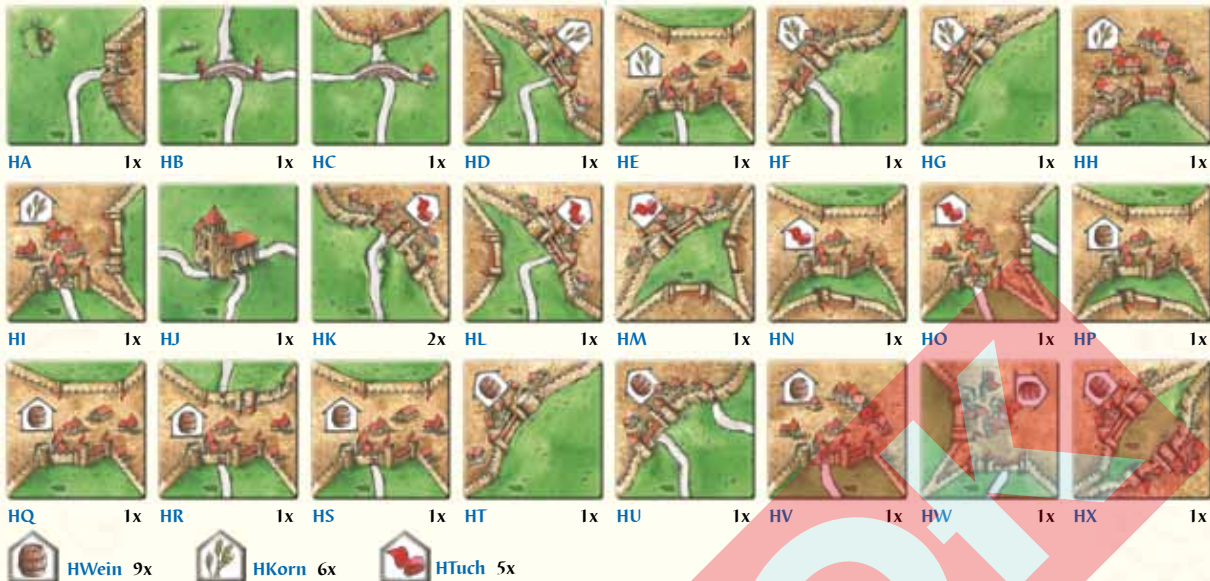 HA 1x HB 1x HC 1x HD 1x HE 1x HF 1x HG 1x HH 1x
HI 1x HJ 1x HK 2x HL 1x HM 1x HN 1x HO 1x HP 1x
HQ 1x HR 1x HS 1x HT 1x HU 1x HV 1x HW 1x HX 1x
HWein 9x HKorn 6x HTuch 5x